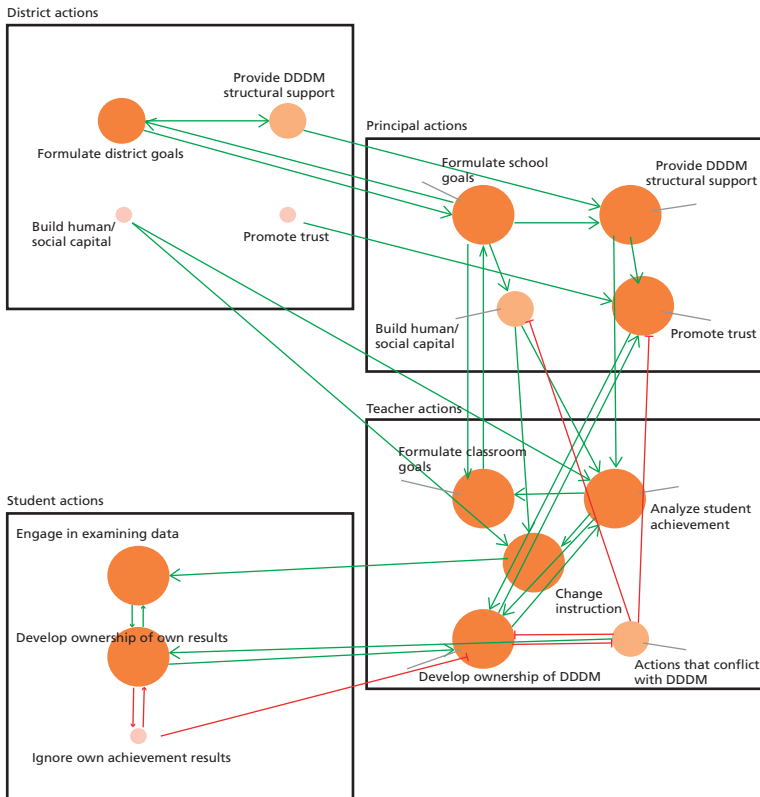 District actions
Provide DDDM
structural support
Formulate district goals
Build human/
social capital
Promote trust
Principal actions
Formulate school
goals
Provide DDDM
structural support
Build human/
social capital
Promote trust
Teacher actions
Formulate classroom
goals
Analyze student
achievement
Change
instruction
Develop ownership of DDDM
Actions that conflict
with DDDM
Student actions
Engage in examining data
Develop ownership of own results
Ignore own achievement results